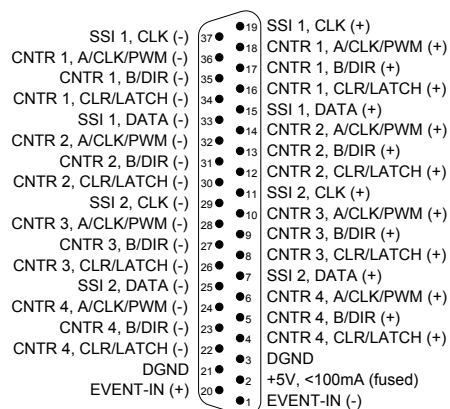 SSI 1, CLK (-) 37
CNTR 1, A/CLK/PWM (-) 36
CNTR 1, B/DIR (-) 35
CNTR 1, CLR/LATCH (-) 34
SSI 1, DATA (-) 33
CNTR 2, A/CLK/PWM (-) 32
CNTR 2, B/DIR (-) 31
CNTR 2, CLR/LATCH (-) 30
SSI 2, CLK (-) 29
CNTR 3, A/CLK/PWM (-) 28
CNTR 3, B/DIR (-) 27
CNTR 3, CLR/LATCH (-) 26
SSI 2, DATA (-) 25
CNTR 4, A/CLK/PWM (-) 24
CNTR 4, B/DIR (-) 23
CNTR 4, CLR/LATCH (-) 22
DGND 21
EVENT-IN (+) 20
19 SSI 1, CLK (+)
18 CNTR 1, A/CLK/PWM (+)
17 CNTR 1, B/DIR (+)
16 CNTR 1, CLR/LATCH (+)
15 SSI 1, DATA (+)
14 CNTR 2, A/CLK/PWM (+)
13 CNTR 2, B/DIR (+)
12 CNTR 2, CLR/LATCH (+)
11 SSI 2, CLK (+)
10 CNTR 3, A/CLK/PWM (+)
9 CNTR 3, B/DIR (+)
8 CNTR 3, CLR/LATCH (+)
7 SSI 2, DATA (+)
6 CNTR 4, A/CLK/PWM (+)
5 CNTR 4, B/DIR (+)
4 CNTR 4, CLR/LATCH (+)
3 DGND
2 +5V, <100mA (fused)
1 EVENT-IN (-)